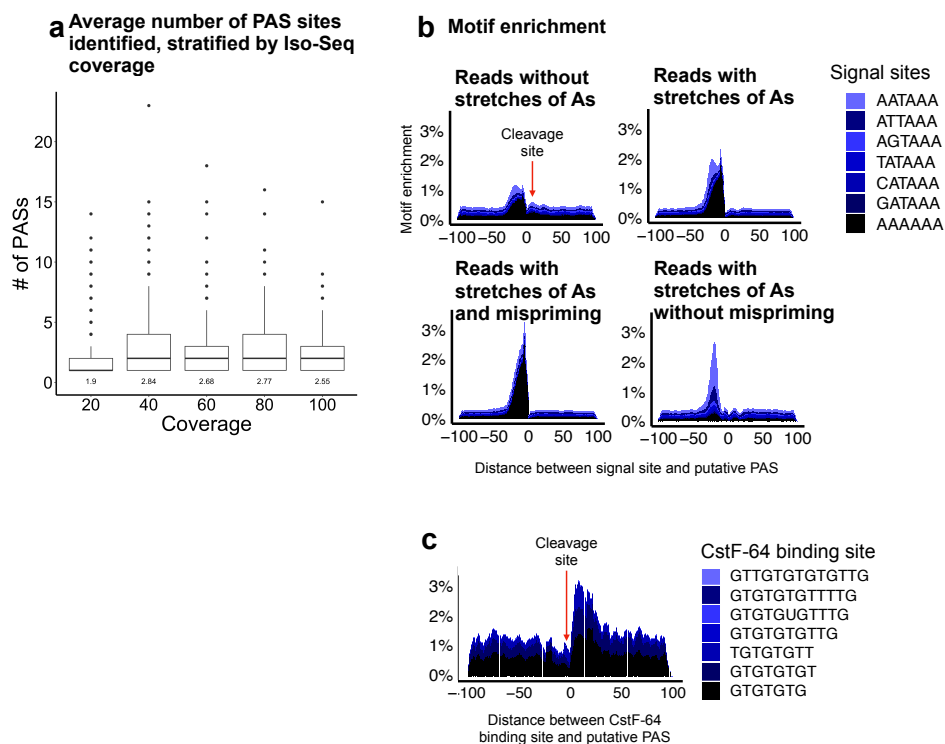 a Average number of PAS sites
identified, stratified by Iso-Seq
coverage
# of PASs
20
15
10
5
0
1.9
2.84
2.68
2.77
2.55
20 40 60 80 100
Coverage
b Motif enrichment
Reads without
stretches of As
Motif enrichment
3%
2%
1%
0%
Cleavage
site
−100 −50 0 50 100
Reads with
stretches of As
3%
2%
1%
0%
−100 −50 0 50 100
Reads with
stretches of As
and mispriming
3%
2%
1%
0%
−100 −50 0 50 100
Reads with
stretches of As
without mispriming
3%
2%
1%
0%
−100 −50 0 50 100
Distance between signal site and putative PAS
Signal sites
AATAAA
ATTAAA
AGTAAA
TATAAA
CATAAA
GATAAA
AAAAAA
c
Cleavage
site
3%
2%
1%
0%
-100 −50 0 50 100
Distance between CstF-64
binding site and putative PAS
CstF-64 binding site
GTTGTGTGTGTTG
GTGTGTGTTTTG
GTGTGUGTTTG
GTGTGTGTTG
TGTGTGTT
GTGTGTGT
GTGTGTG